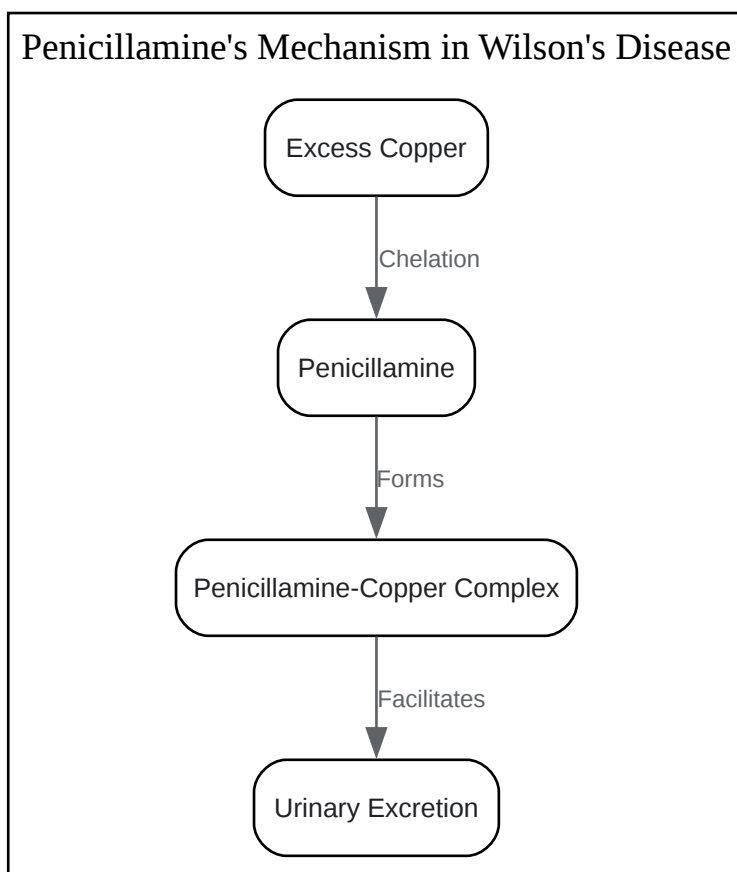 Penicillamine's Mechanism in Wilson's Disease
Excess Copper
Chelation
Penicillamine
Forms
Penicillamine-Copper Complex
Facilitates
Urinary Excretion